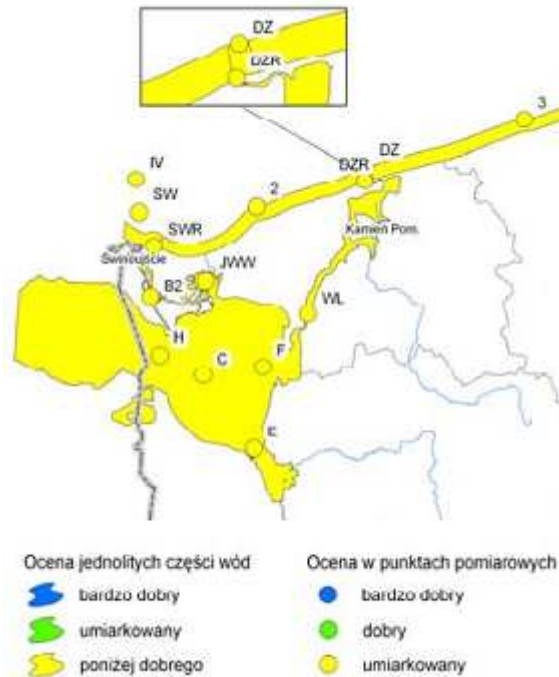 DZ
DZR
3
DZ
DZR
IV
2
SW
SWR
Kamień Pom.
Świnoujście
JWW
B2
WL
H
F
C
E
Ocena jednolitych części wód
bardzo dobry
umiarkowany
poniżej dobrego
Ocena w punktach pomiarowych
bardzo dobry
dobry
umiarkowany